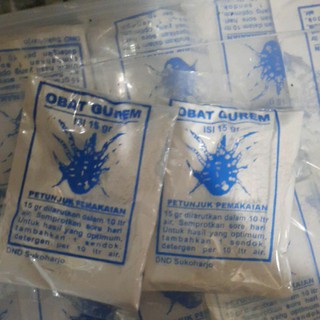 OBAT GUREM
ISI 15 gr
PETUNJUK PEMAKAIAN
15 gr dilarutkan dalam 10 ltr
air. Semprotkan sore hari
Untuk hasil yang optimum,
tambahkan 1 sendok
detergen per 10 ltr air.
DND Sukoharjo
OBAT GUREM
ISI 15 gr
PETUNJUK PEMAKAIAN
15 gr dilarutkan dalam 10 ltr
air. Semprotkan sore hari
Untuk hasil yang optimum,
tambahkan 1 sendok
detergen per 10 ltr air.
DND Sukoharjo